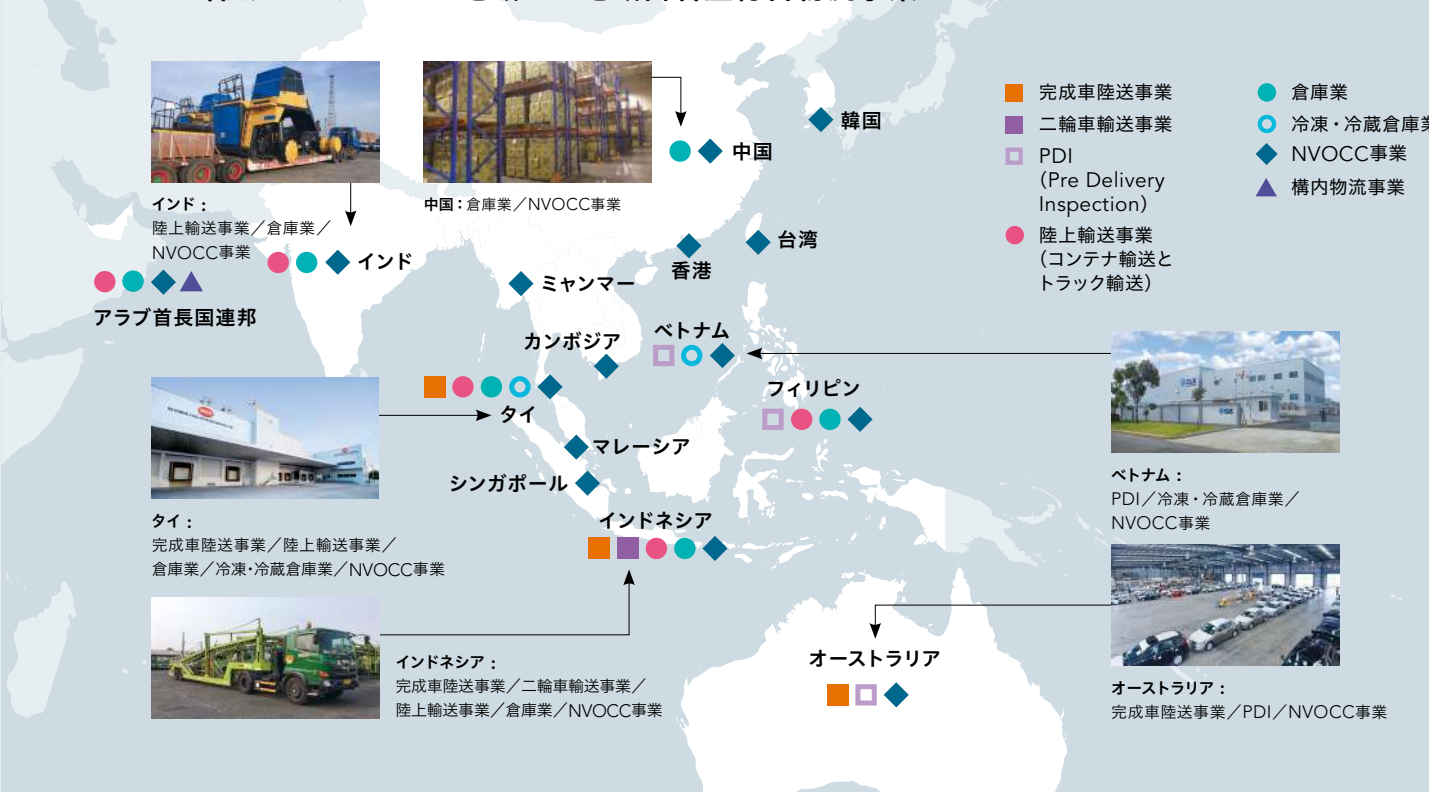 韓国
中国
台湾
香港
インド
ミャンマー
アラブ首長国連邦
カンボジア
ベトナム
フィリピン
タイ
マレーシア
シンガポール
インドネシア
オーストラリア
インド：
陸上輸送事業／倉庫業／
NVOCC事業
中国：倉庫業／NVOCC事業
タイ：
完成車陸送事業／陸上輸送事業／
倉庫業／冷凍・冷蔵倉庫業／NVOCC事業
インドネシア：
完成車陸送事業／二輪車輸送事業／
陸上輸送事業／倉庫業／NVOCC事業
ベトナム：
PDI／冷凍・冷蔵倉庫業／
NVOCC事業
オーストラリア：
完成車陸送事業／PDI／NVOCC事業
完成車陸送事業
二輪車輸送事業
PDI
(Pre Delivery
Inspection)
陸上輸送事業
(コンテナ輸送と
トラック輸送)
倉庫業
冷凍・冷蔵倉庫業
NVOCC事業
構内物流事業